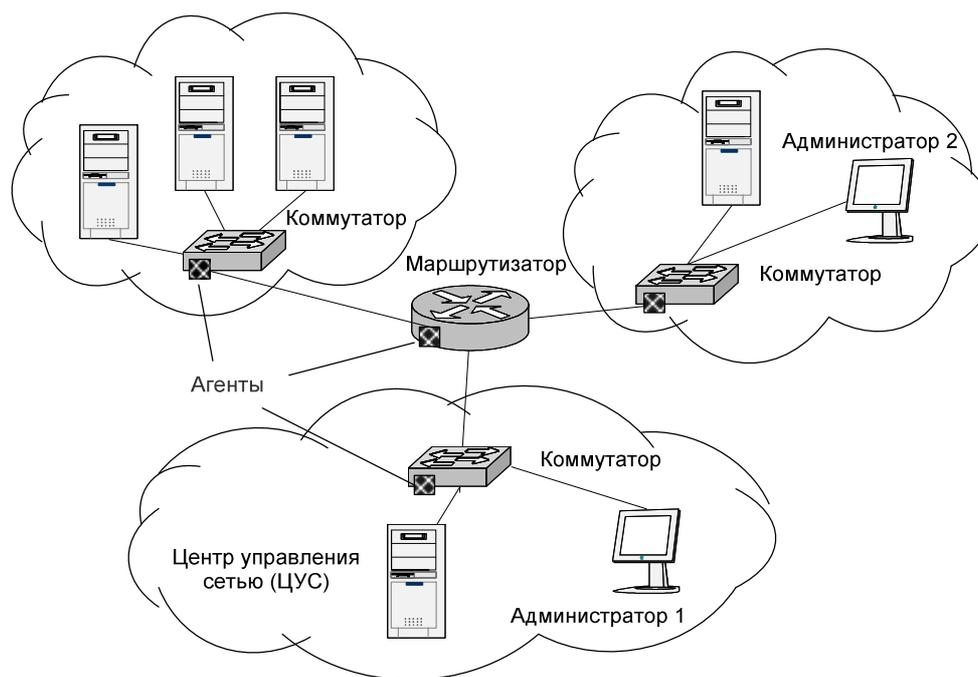 Администратор 2
Коммутатор
Маршрутизатор
Коммутатор
Агенты
Коммутатор
Центр управления
сетью (ЦУС)
Администратор 1